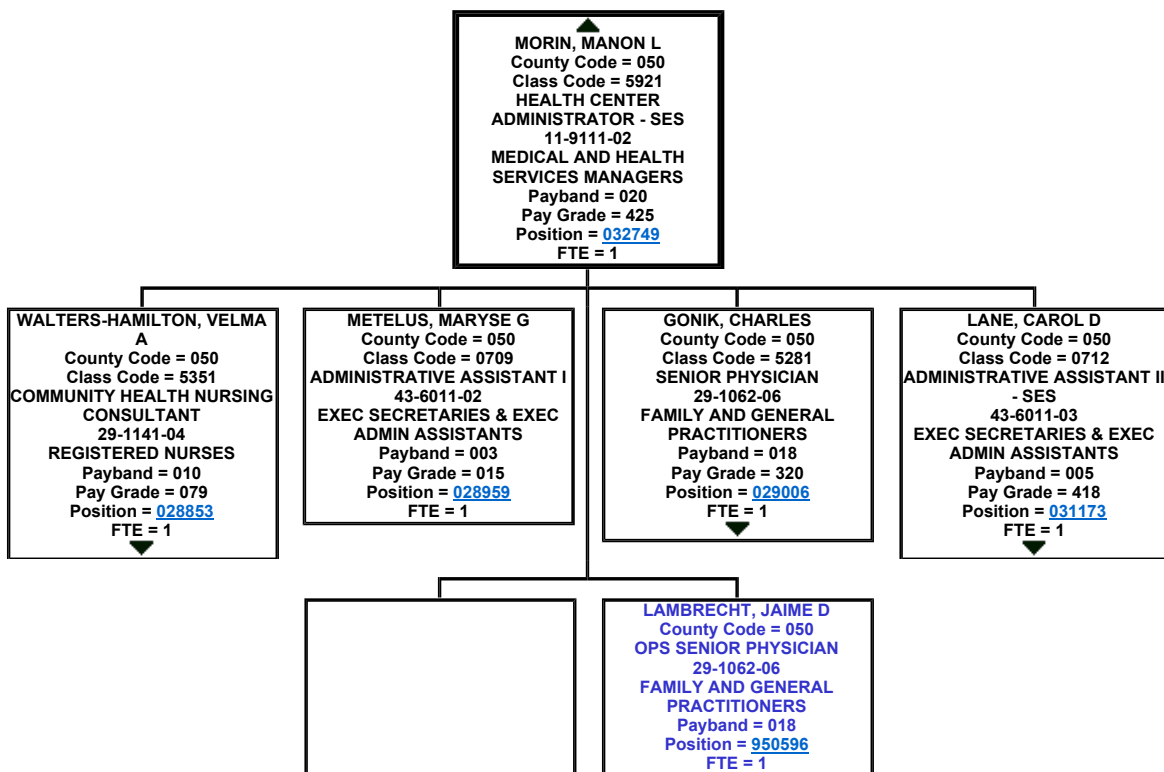 MORIN, MANON L
County Code = 050
Class Code = 5921
HEALTH CENTER
ADMINISTRATOR - SES
11-9111-02
MEDICAL AND HEALTH
SERVICES MANAGERS
Payband = 020
Pay Grade = 425
Position = 032749
FTE = 1
WALTERS-HAMILTON, VELMA
A
County Code = 050
Class Code = 5351
COMMUNITY HEALTH NURSING
CONSULTANT
29-1141-04
REGISTERED NURSES
Payband = 010
Pay Grade = 079
Position = 028853
FTE = 1
METELUS, MARYSE G
County Code = 050
Class Code = 0709
ADMINISTRATIVE ASSISTANT I
43-6011-02
EXEC SECRETARIES & EXEC
ADMIN ASSISTANTS
Payband = 003
Pay Grade = 015
Position = 028959
FTE = 1
GONIK, CHARLES
County Code = 050
Class Code = 5281
SENIOR PHYSICIAN
29-1062-06
FAMILY AND GENERAL
PRACTITIONERS
Payband = 018
Pay Grade = 320
Position = 029006
FTE = 1
LANE, CAROL D
County Code = 050
Class Code = 0712
ADMINISTRATIVE ASSISTANT II
- SES
43-6011-03
EXEC SECRETARIES & EXEC
ADMIN ASSISTANTS
Payband = 005
Pay Grade = 418
Position = 031173
FTE = 1
LAMBRECHT, JAIME D
County Code = 050
OPS SENIOR PHYSICIAN
29-1062-06
FAMILY AND GENERAL
PRACTITIONERS
Payband = 018
Position = 950596
FTE = 1